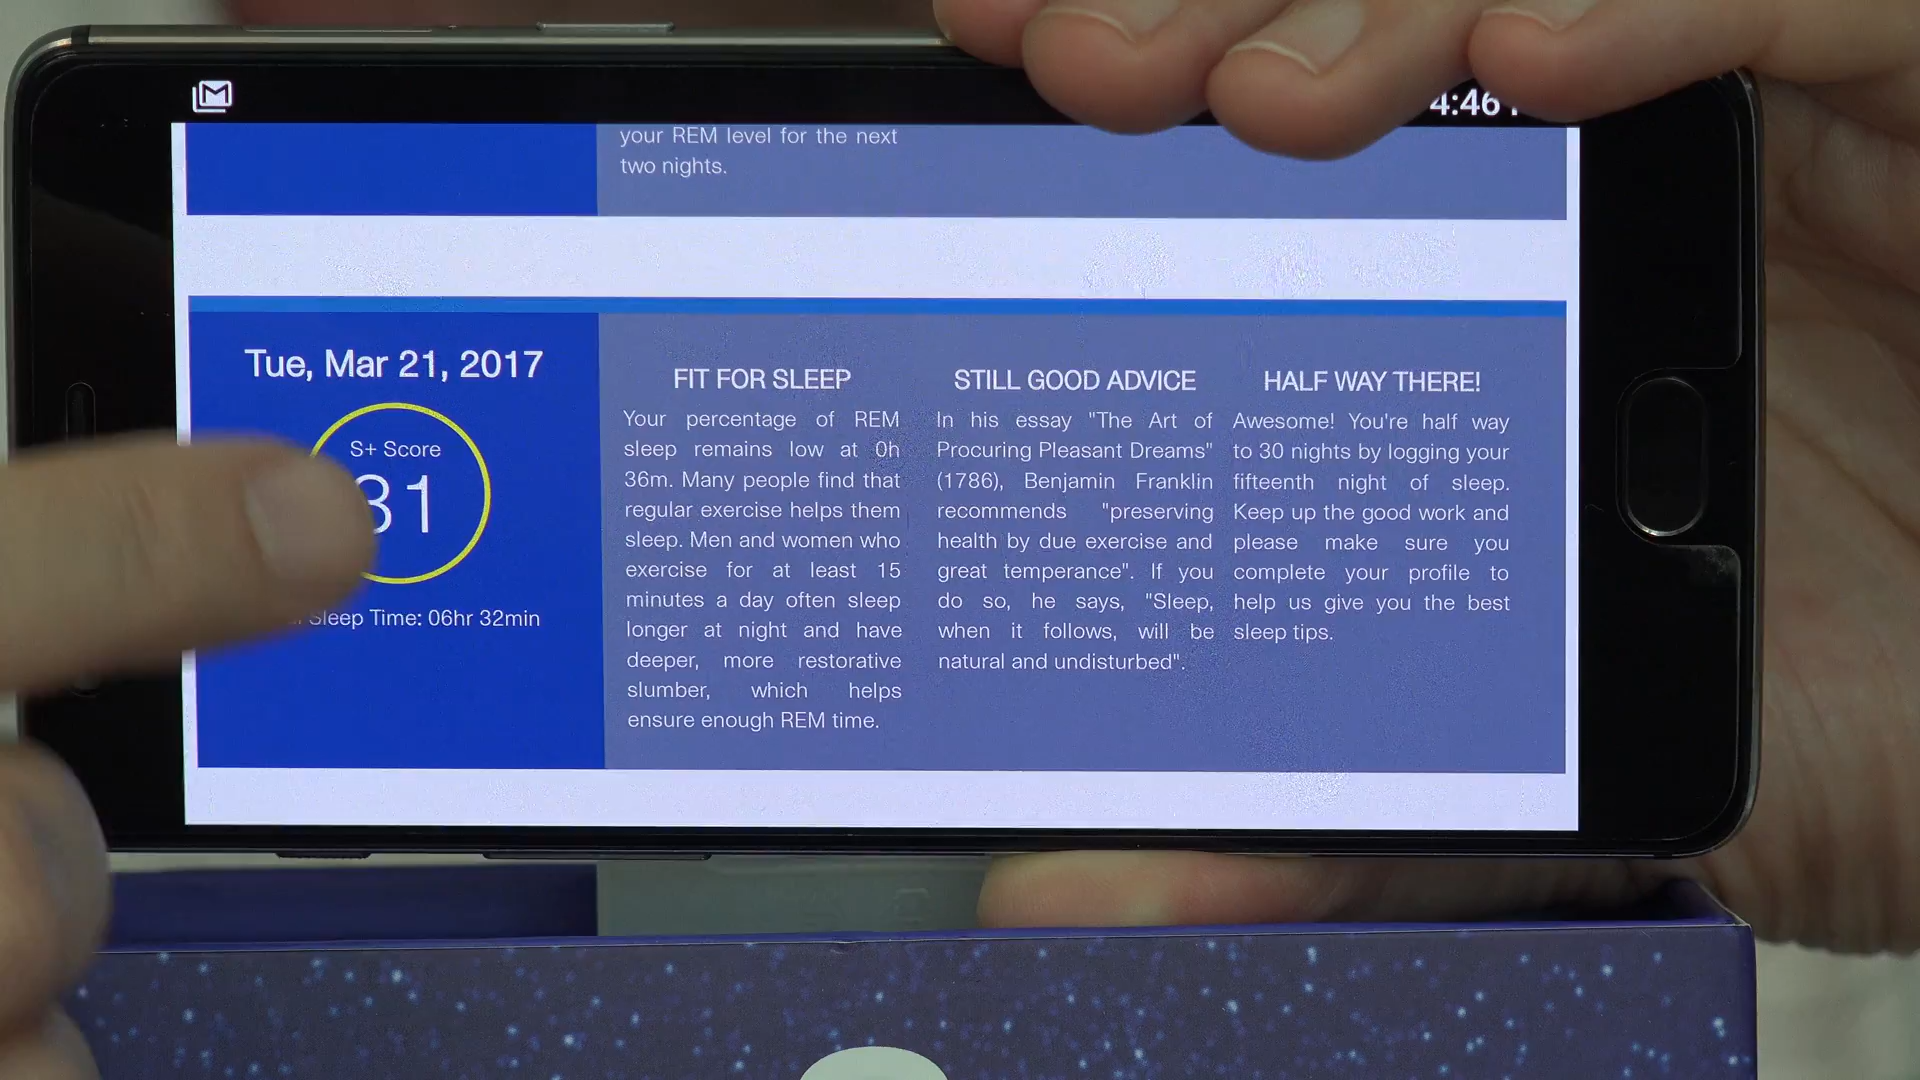 4:46
your REM level for the next
two nights.
Tue, Mar 21, 2017
S+ Score
Sleep Time: 06hr 32min
FIT FOR SLEEP
Your percentage of REM
sleep remains low at 0h
36m. Many people find that
regular exercise helps them
sleep. Men and women who
exercise for at least 15
minutes a day often sleep
longer at night and have
deeper, more restorative
slumber, which helps
ensure enough REM time.
STILL GOOD ADVICE
In his essay "The Art of
Procuring Pleasant Dreams"
(1786), Benjamin Franklin
recommends "preserving
health by due exercise and
great temperance". If you
do so, he says, "Sleep,
when it follows, will be
natural and undisturbed".
HALF WAY THERE!
Awesome! You're half way
to 30 nights by logging your
fifteenth night of sleep.
Keep up the good work and
please make sure you
complete your profile to
help us give you the best
sleep tips.